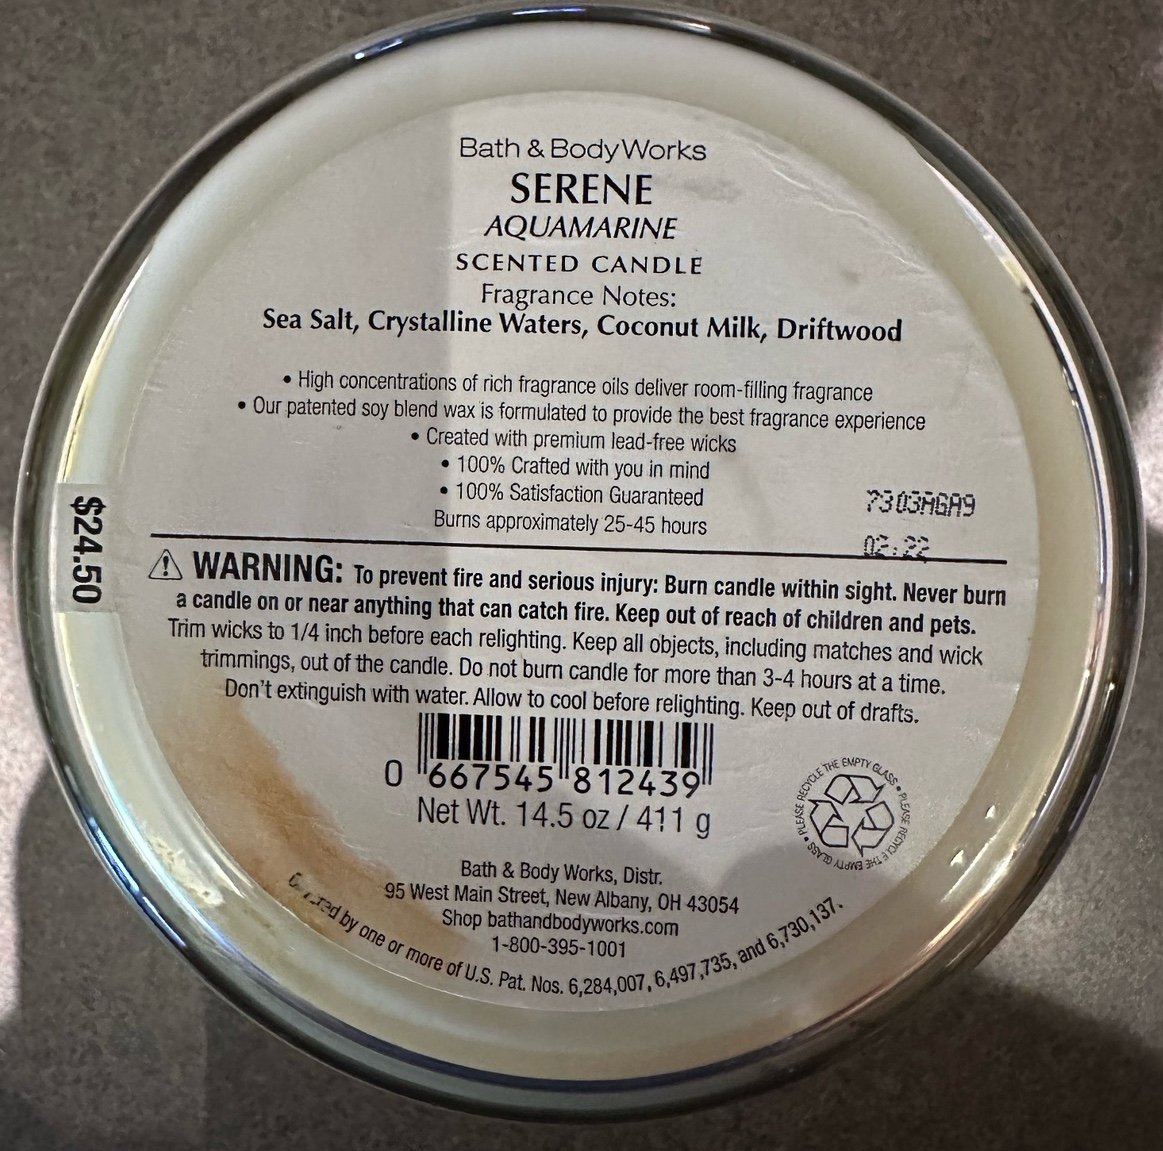 Bath & Body Works
SERENE
AQUAMARINE
SCENTED CANDLE
Fragrance Notes:
Sea Salt, Crystalline Waters, Coconut Milk, Driftwood
• High concentrations of rich fragrance oils deliver room-filling fragrance
• Our patented soy blend wax is formulated to provide the best fragrance experience
• Created with premium lead-free wicks
• 100% Crafted with you in mind
• 100% Satisfaction Guaranteed
Burns approximately 25-45 hours
7303AGA9
02.22
$24.50
⚠ WARNING: To prevent fire and serious injury: Burn candle within sight. Never burn
a candle on or near anything that can catch fire. Keep out of reach of children and pets.
Trim wicks to 1/4 inch before each relighting. Keep all objects, including matches and wick
trimmings, out of the candle. Do not burn candle for more than 3-4 hours at a time.
Don't extinguish with water. Allow to cool before relighting. Keep out of drafts.
0 667545 812439
Net Wt. 14.5 oz / 411 g
PLEASE RECYCLE THE EMPTY GLASS • PLEASE RECYCLE THE EMPTY GLASS •
Bath & Body Works, Distr.
95 West Main Street, New Albany, OH 43054
Shop bathandbodyworks.com
1-800-395-1001
by one or more of U.S. Pat. Nos. 6,284,007, 6,497,735, and 6,730,137.